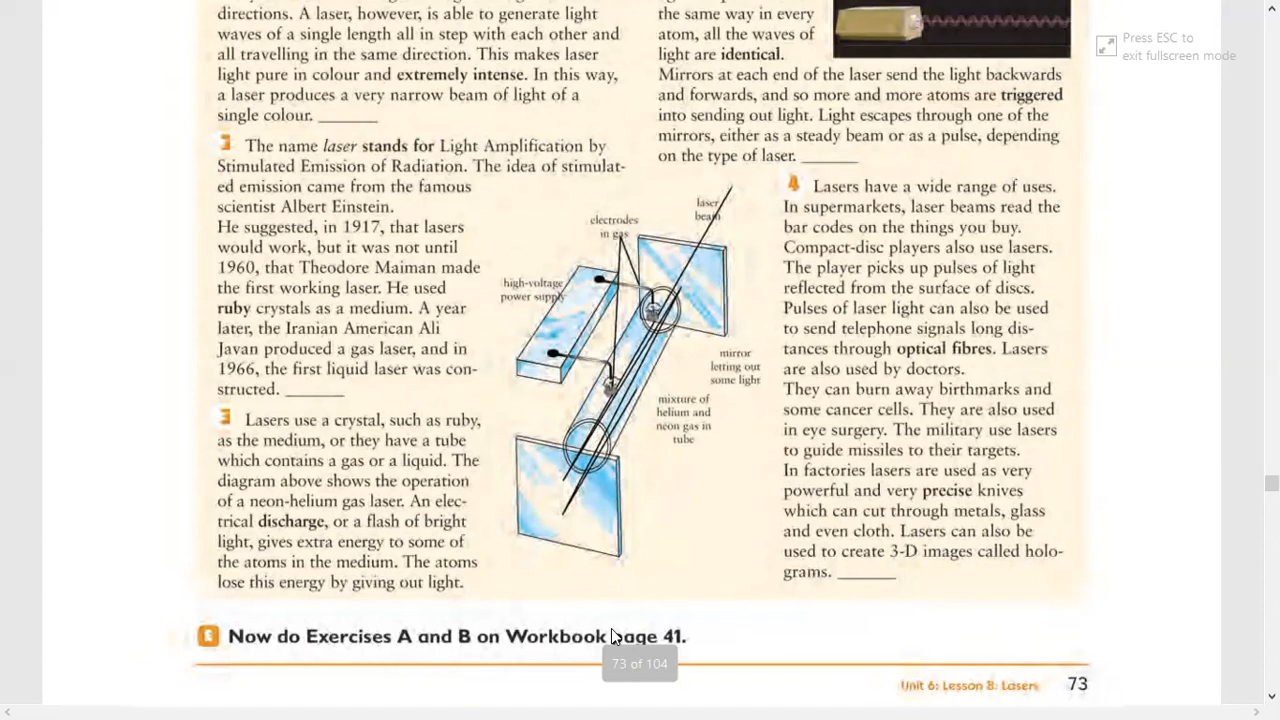 directions. A laser, however, is able to generate light
waves of a single length all in step with each other and
all travelling in the same direction. This makes laser
light pure in colour and extremely intense. In this way,
a laser produces a very narrow beam of light of a
single colour. _______
The name laser stands for Light Amplification by
Stimulated Emission of Radiation. The idea of stimulat-
ed emission came from the famous
scientist Albert Einstein.
He suggested, in 1917, that lasers
would work, but it was not until
1960, that Theodore Maiman made
the first working laser. He used
ruby crystals as a medium. A year
later, the Iranian American Ali
Javan produced a gas laser, and in
1966, the first liquid laser was con-
structed. _______
3 Lasers use a crystal, such as ruby,
as the medium, or they have a tube
which contains a gas or a liquid. The
diagram above shows the operation
of a neon-helium gas laser. An elec-
trical discharge, or a flash of bright
light, gives extra energy to some of
the atoms in the medium. The atoms
lose this energy by giving out light.
the same way in every
atom, all the waves of
light are identical.
Mirrors at each end of the laser send the light backwards
and forwards, and so more and more atoms are triggered
into sending out light. Light escapes through one of the
mirrors, either as a steady beam or as a pulse, depending
on the type of laser. _______
laser
beam
electrodes
in gas
high-voltage
power supply
mirror
letting out
some light
mixture of
helium and
neon gas in
tube
4 Lasers have a wide range of uses.
In supermarkets, laser beams read the
bar codes on the things you buy.
Compact-disc players also use lasers.
The player picks up pulses of light
reflected from the surface of discs.
Pulses of laser light can also be used
to send telephone signals long dis-
tances through optical fibres. Lasers
are also used by doctors.
They can burn away birthmarks and
some cancer cells. They are also used
in eye surgery. The military use lasers
to guide missiles to their targets.
In factories lasers are used as very
powerful and very precise knives
which can cut through metals, glass
and even cloth. Lasers can also be
used to create 3-D images called holo-
grams. _______
Now do Exercises A and B on Workbook page 41.
73 of 104
Unit 6: Lesson 8: Lasers 73
Press ESC to
exit fullscreen mode